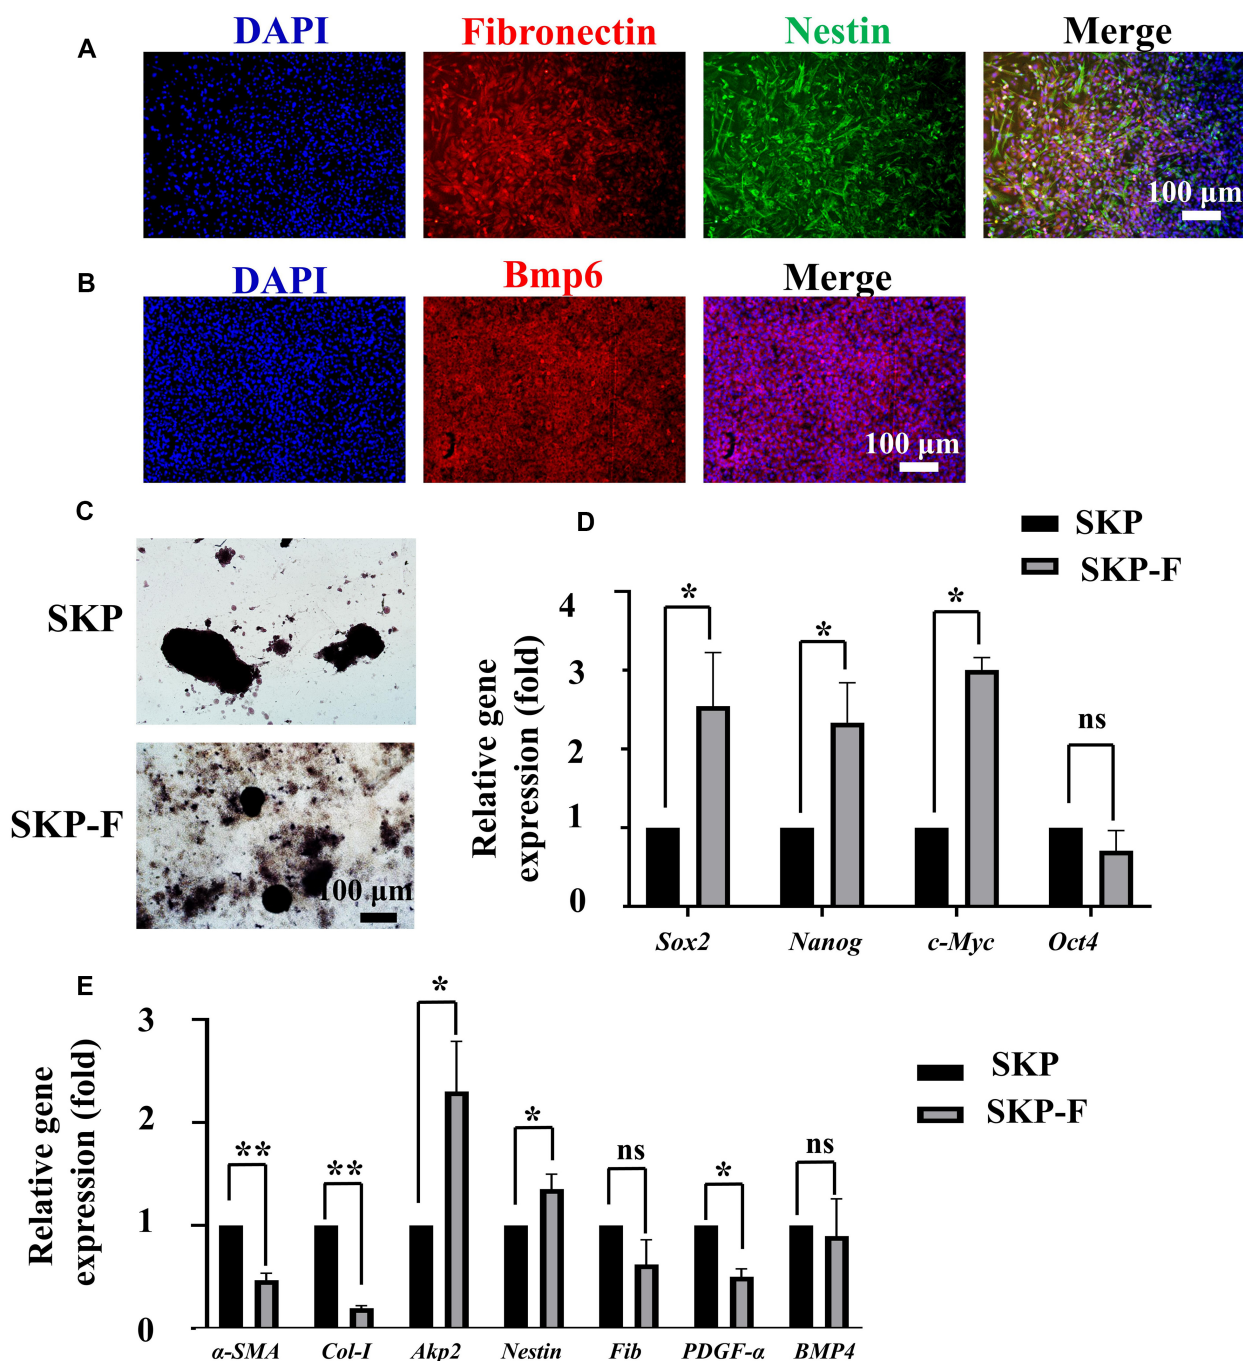 A
DAPI
Fibronectin
Nestin
Merge
100 μm
B
DAPI
Bmp6
Merge
100 μm
C
SKP
SKP-F
100 μm
D
SKP
SKP-F
Relative gene
expression (fold)
4
3
2
1
0
*
*
*
ns
Sox2
Nanog
c-Myc
Oct4
E
SKP
SKP-F
Relative gene
expression (fold)
3
2
1
0
**
**
*
*
ns
*
ns
α-SMA
Col-I
Akp2
Nestin
Fib
PDGF-α
BMP4